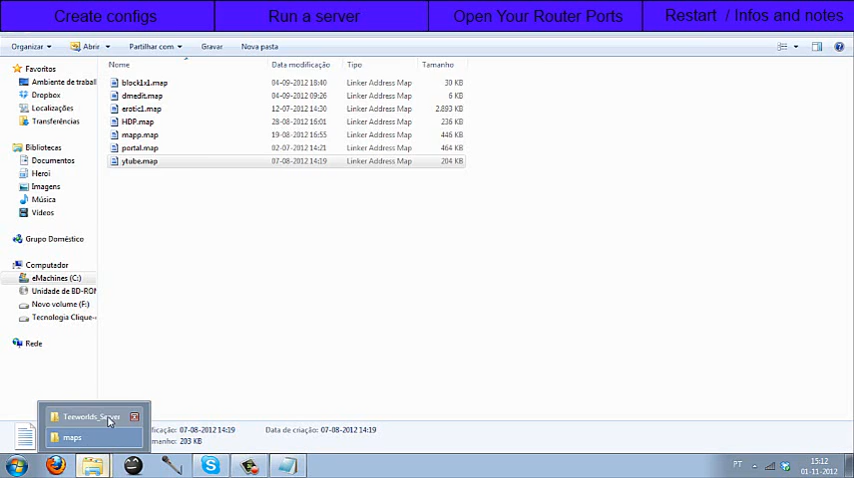 Create configs
Run a server
Open Your Router Ports
Restart / Infos and notes
Organizar
Abrir
Partilhar com
Gravar
Nova pasta
Favoritos
Ambiente de trabal
Dropbox
Localizações
Transferências
Bibliotecas
Documentos
Heroi
Imagens
Música
Vídeos
Grupo Doméstico
Computador
eMachines (C:)
Unidade de BD-ROM
Novo volume (F:)
Tecnologia Clique-
Rede
Nome Data modificação Tipo Tamanho
block1x1.map 04-09-2012 18:40 Linker Address Map 30 KB
dmedit.map 04-09-2012 09:26 Linker Address Map 6 KB
erotic1.map 12-07-2012 14:30 Linker Address Map 2.893 KB
HDP.map 28-08-2012 16:01 Linker Address Map 236 KB
mapp.map 19-08-2012 16:55 Linker Address Map 446 KB
portal.map 02-07-2012 14:21 Linker Address Map 464 KB
ytube.map 07-08-2012 14:19 Linker Address Map 204 KB
Teeworlds_Server
maps
ificação: 07-08-2012 14:19 Data de criação: 07-08-2012 14:19
manho: 203 KB
PT
15:12
01-11-2012